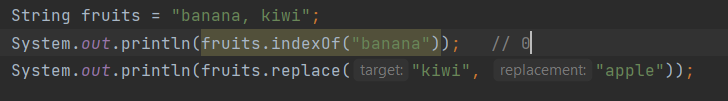 String fruits = "banana, kiwi";
System.out.println(fruits.indexOf("banana"));   // 0
System.out.println(fruits.replace( target: "kiwi", replacement: "apple"));